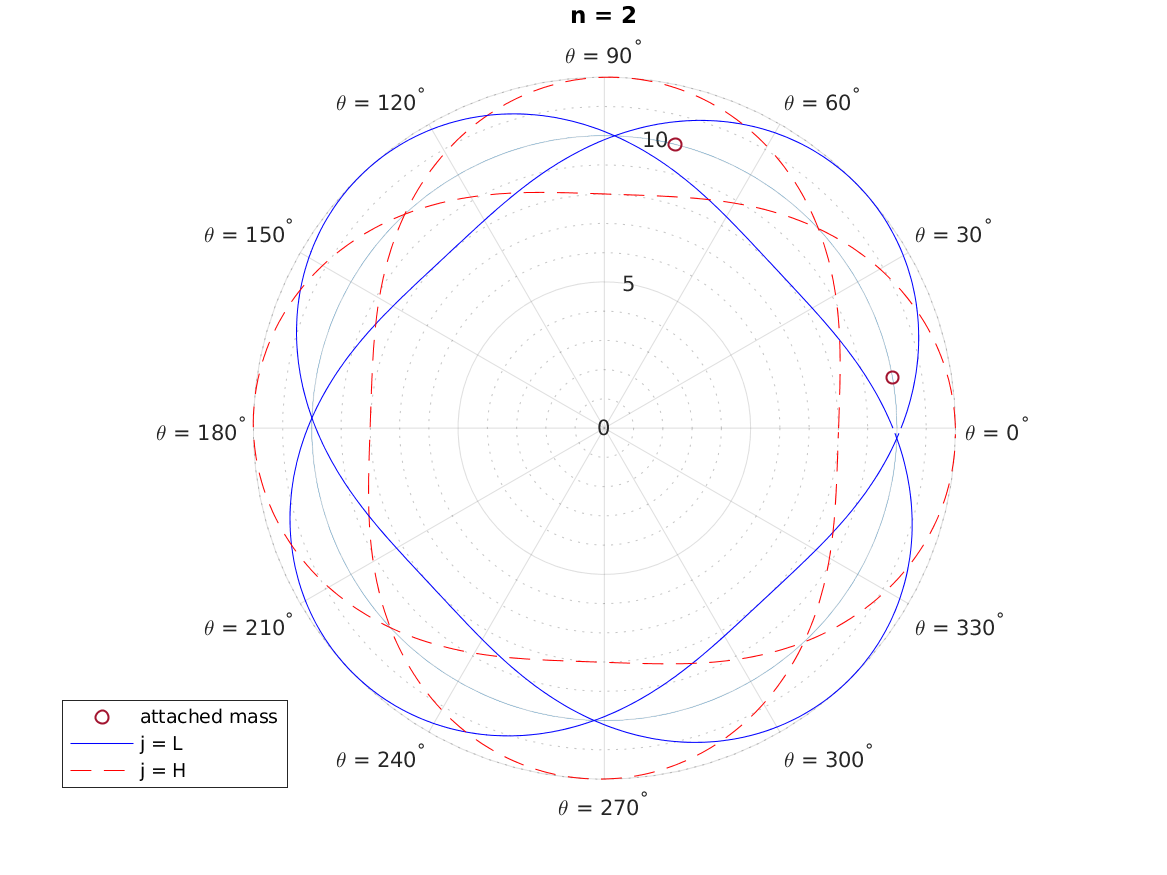 n = 2
θ = 90°
θ = 120°
θ = 60°
10
θ = 150°
θ = 30°
5
θ = 180°
0
θ = 0°
θ = 210°
θ = 330°
θ = 240°
θ = 300°
θ = 270°
attached mass
j = L
j = H